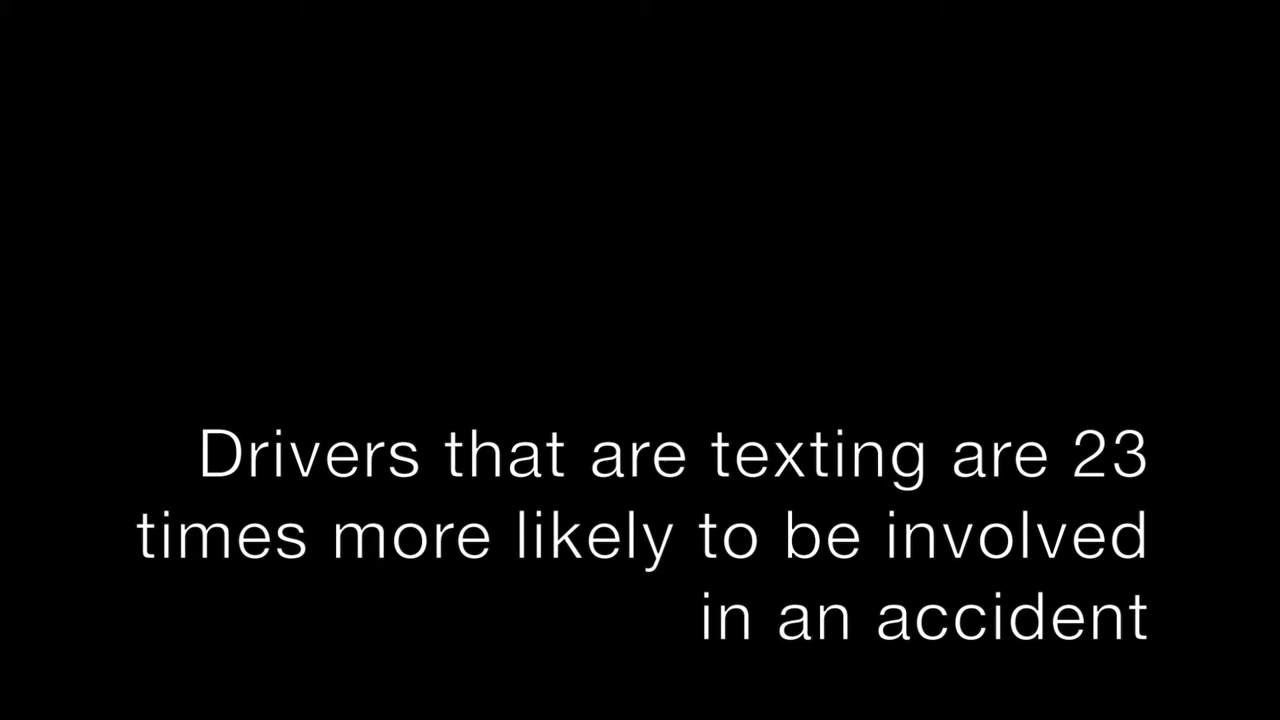 Drivers that are texting are 23
times more likely to be involved
in an accident